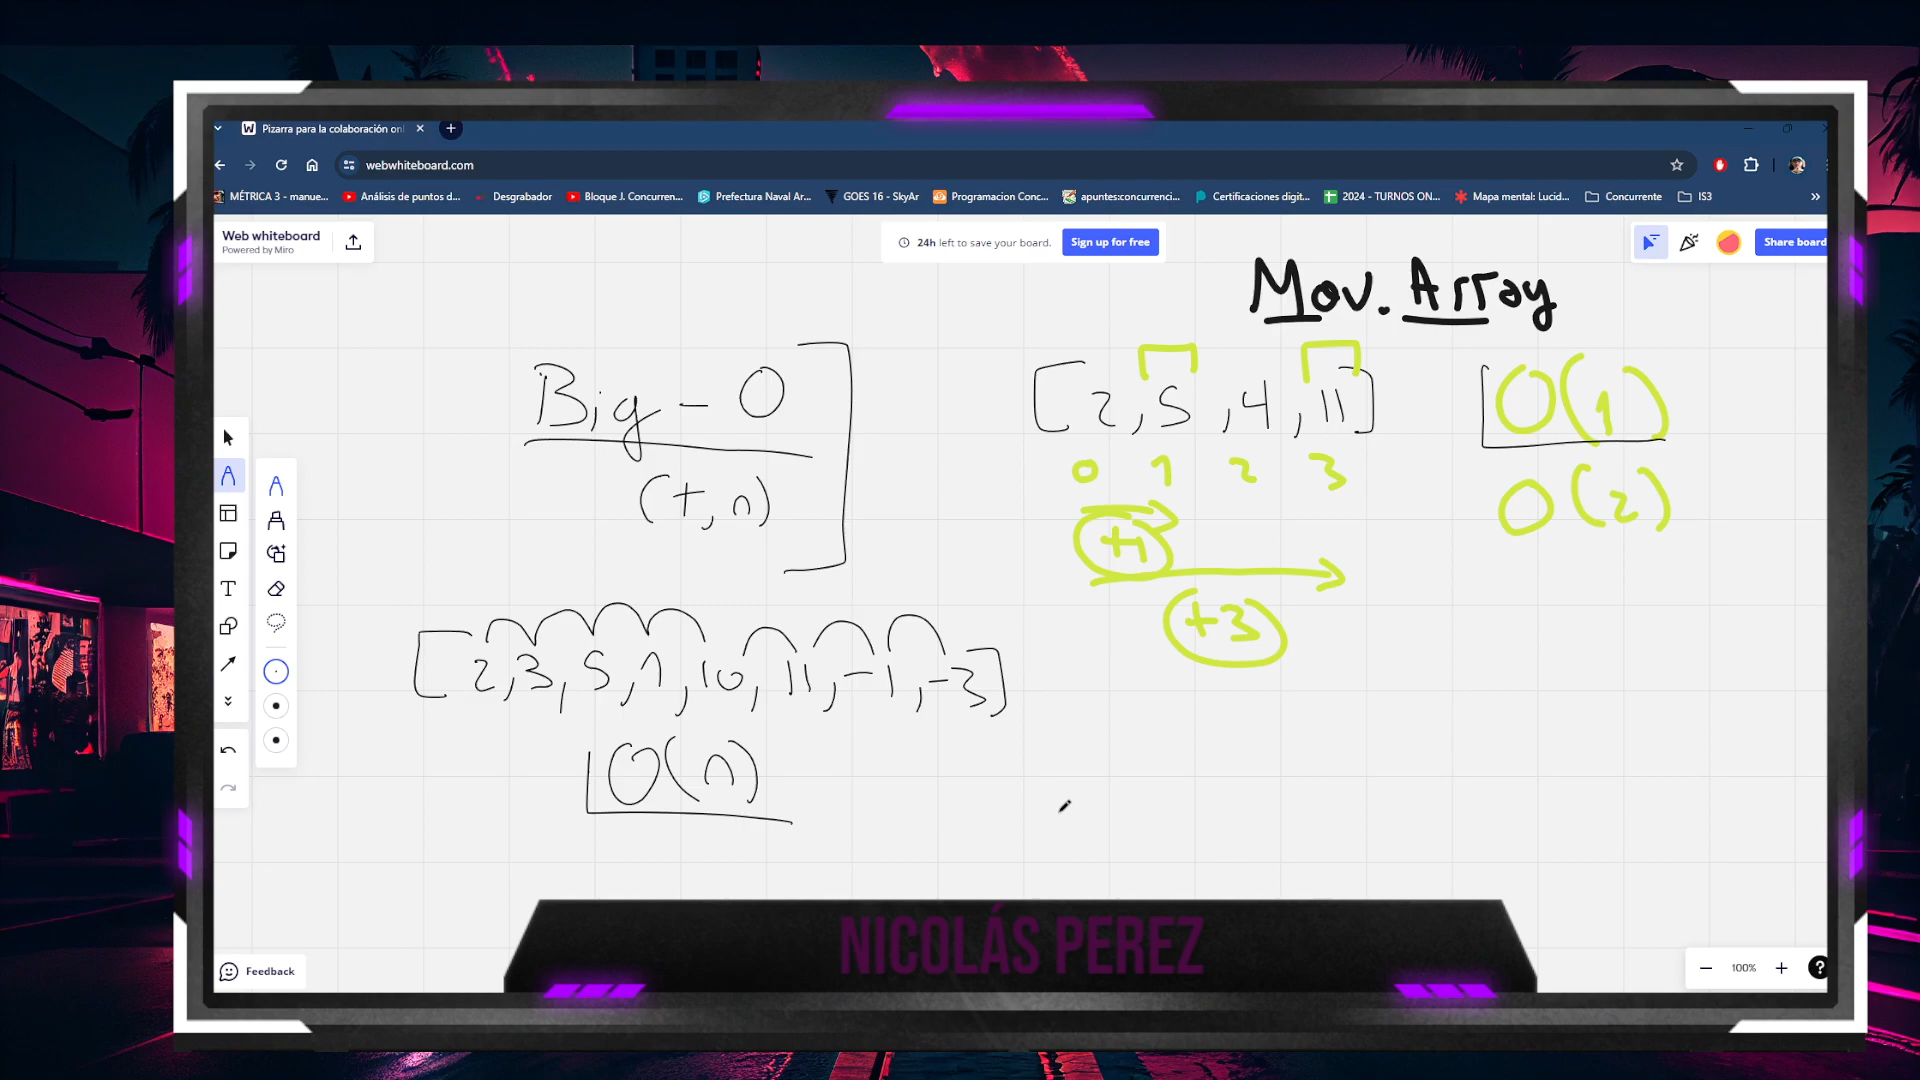 Pizarra para la colaboración onl
webwhiteboard.com
MÉTRICA 3 - manue...
Análisis de puntos d...
Desgrabador
Bloque J. Concurren...
Prefectura Naval Ar...
GOES 16 - SkyAr
Programacion Conc...
apuntes:concurrenci...
Certificaciones digit...
2024 - TURNOS ON...
Mapa mental: Lucid...
Concurrente
IS3
»
Web whiteboard
Powered by Miro
24h left to save your board.
Sign up for free
Share board
Mov. Array
Big-O
(+, n)
[2, 5, 4, 11]
0 1 2 3
+1
+3
O(1)
O(2)
[2, 3, 5, 1, 10, 11, -1, -3]
O(n)
NICOLÁS PEREZ
Feedback
100%